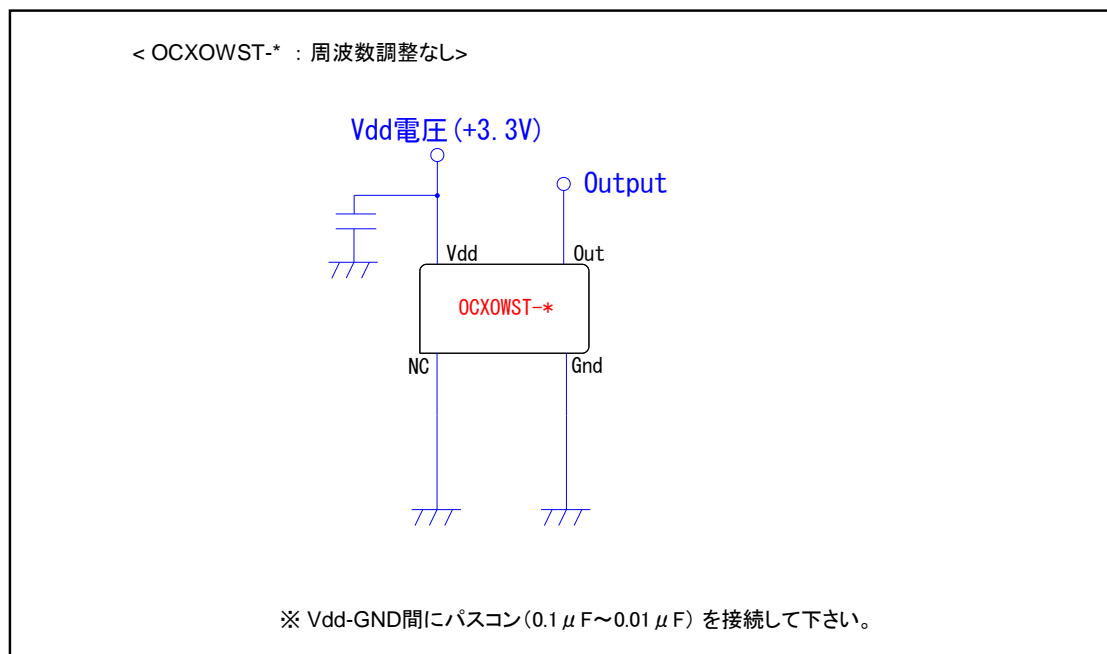 < OCXOWST-* : 周波数調整なし>
Vdd電圧(+3.3V)
Output
Vdd
Out
OCXOWST-*
NC
Gnd
※ Vdd-GND間にパスコン(0.1μF~0.01μF) を接続して下さい。